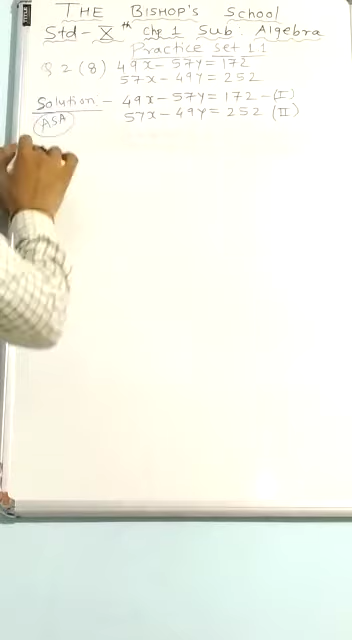 THE BISHOP'S School
Std - X th Chp 1 Sub: Algebra
Practice Set 1.1
Q 2 (8) 49x - 57y = 172
57x - 49y = 252
Solution - 49x - 57y = 172 - (I)
57x - 49y = 252 (II)
ASA